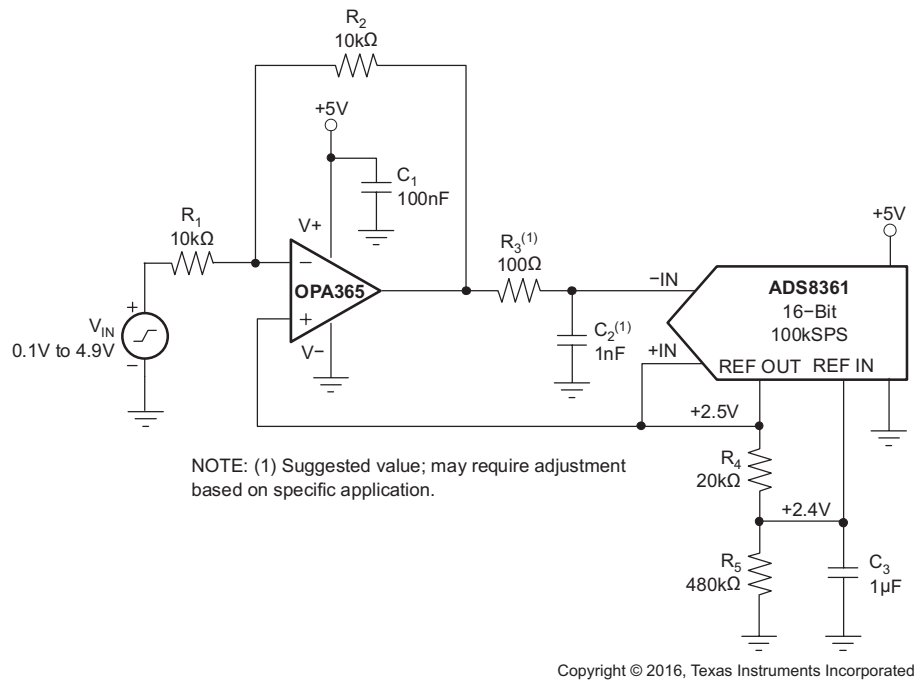 R2
10kΩ
+5V
C1
100nF
R1
10kΩ
V+
−
OPA365
+
V−
+
VIN
0.1V to 4.9V
−
R3(1)
100Ω
C2(1)
1nF
+5V
−IN
ADS8361
16−Bit
100kSPS
+IN
REF OUT REF IN
+2.5V
R4
20kΩ
+2.4V
R5
480kΩ
C3
1µF
NOTE: (1) Suggested value; may require adjustment
based on specific application.
Copyright © 2016, Texas Instruments Incorporated